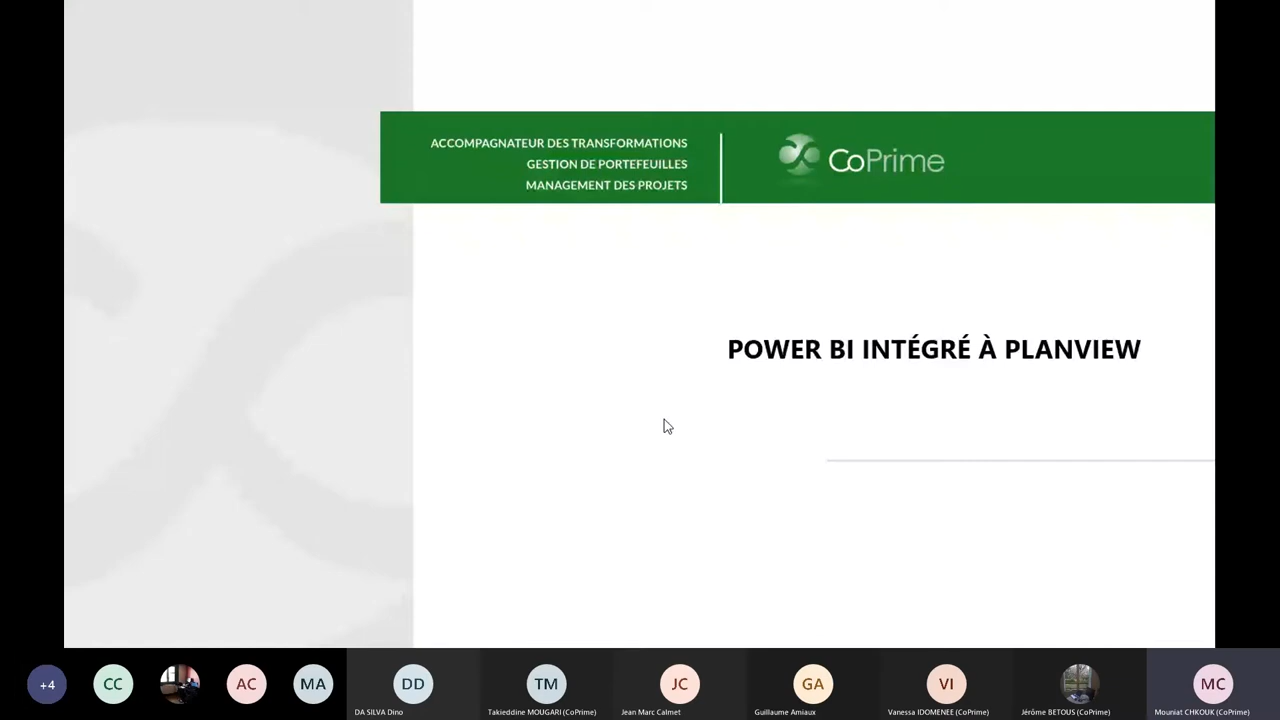 ACCOMPAGNATEUR DES TRANSFORMATIONS
GESTION DE PORTEFEUILLES
MANAGEMENT DES PROJETS
CoPrime
POWER BI INTÉGRÉ À PLANVIEW
+4
CC
AC
MA
DD
TM
JC
GA
VI
MC
DA SILVA Dino
Takieddine MOUGARI (CoPrime)
Jean Marc Calmet
Guillaume Amiaux
Vanessa IDOMENEE (CoPrime)
Jérôme BETOUS (CoPrime)
Mouniat CHKOUK (CoPrime)